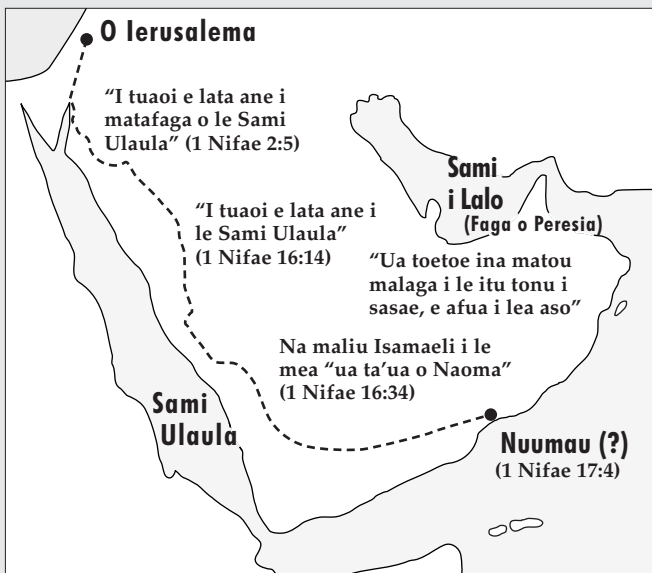 O Ierusalema
“I tuaoi e lata ane i
matafaga o le Sami
Ulaula” (1 Nifae 2:5)
Sami
i Lalo
(Faga o Peresia)
“I tuaoi e lata ane i
le Sami Ulaula”
(1 Nifae 16:14)
“Ua toetoe ina matou
malaga i le itu tonu i
sasae, e afua i lea aso”
Na maliu Isamaeli i le
mea “ua ta'ua o Naoma”
(1 Nifae 16:34)
Sami
Ulaula
Nuumau (?)
(1 Nifae 17:4)